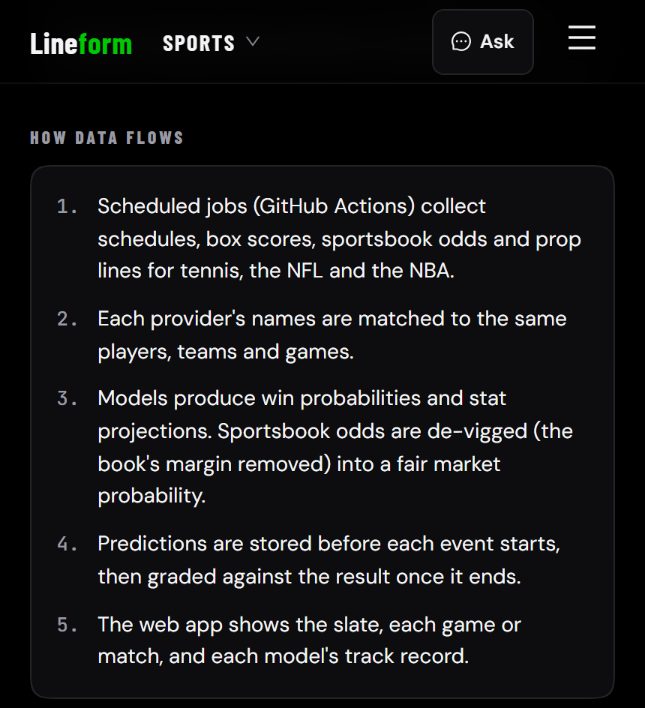 Lineform SPORTS Ask
HOW DATA FLOWS
1. Scheduled jobs (GitHub Actions) collect
schedules, box scores, sportsbook odds and prop
lines for tennis, the NFL and the NBA.
2. Each provider's names are matched to the same
players, teams and games.
3. Models produce win probabilities and stat
projections. Sportsbook odds are de-vigged (the
book's margin removed) into a fair market
probability.
4. Predictions are stored before each event starts,
then graded against the result once it ends.
5. The web app shows the slate, each game or
match, and each model's track record.